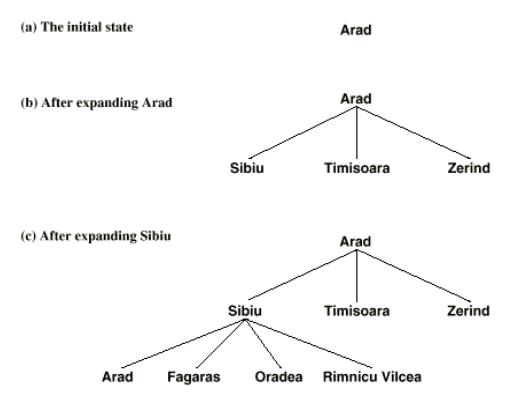 (a) The initial state
Arad
(b) After expanding Arad
Arad
Sibiu Timisoara Zerind
(c) After expanding Sibiu
Arad
Sibiu Timisoara Zerind
Arad Fagaras Oradea Rimnicu Vilcea